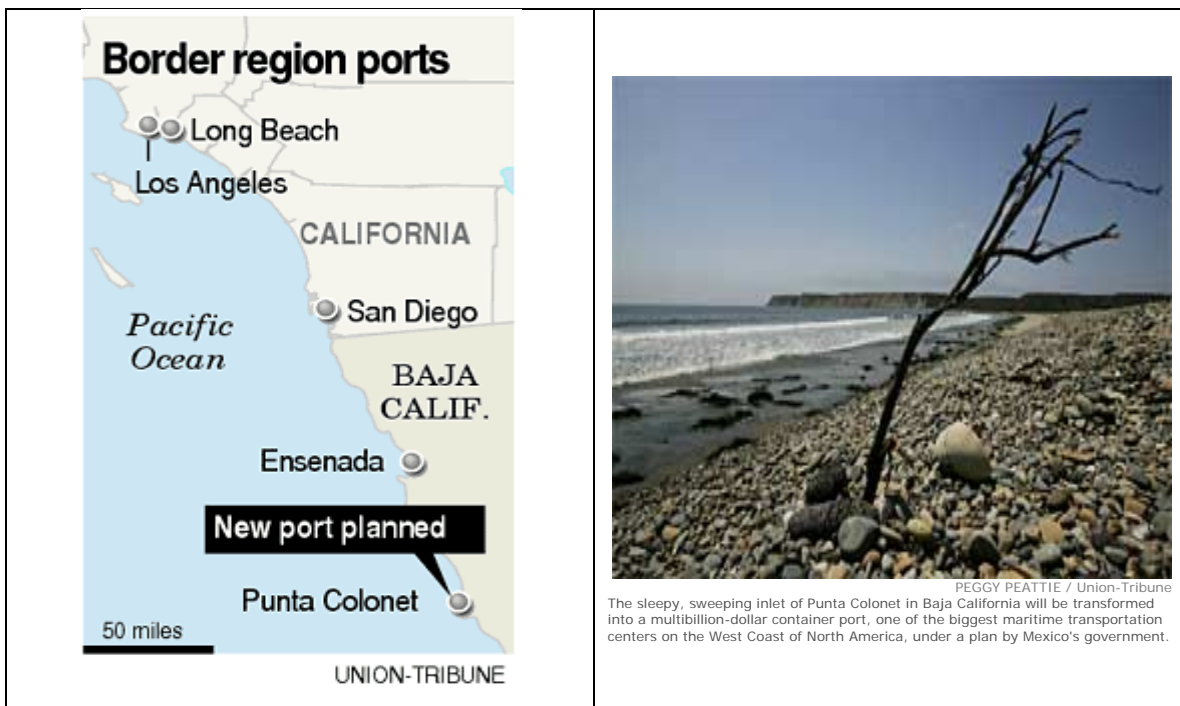 Border region ports
Long Beach
Los Angeles
CALIFORNIA
San Diego
Pacific
Ocean
BAJA
CALIF.
Ensenada
New port planned
Punta Colonet
50 miles
UNION-TRIBUNE
PEGGY PEATTIE / Union-Tribune
The sleepy, sweeping inlet of Punta Colonet in Baja California will be transformed
into a multibillion-dollar container port, one of the biggest maritime transportation
centers on the West Coast of North America, under a plan by Mexico's government.